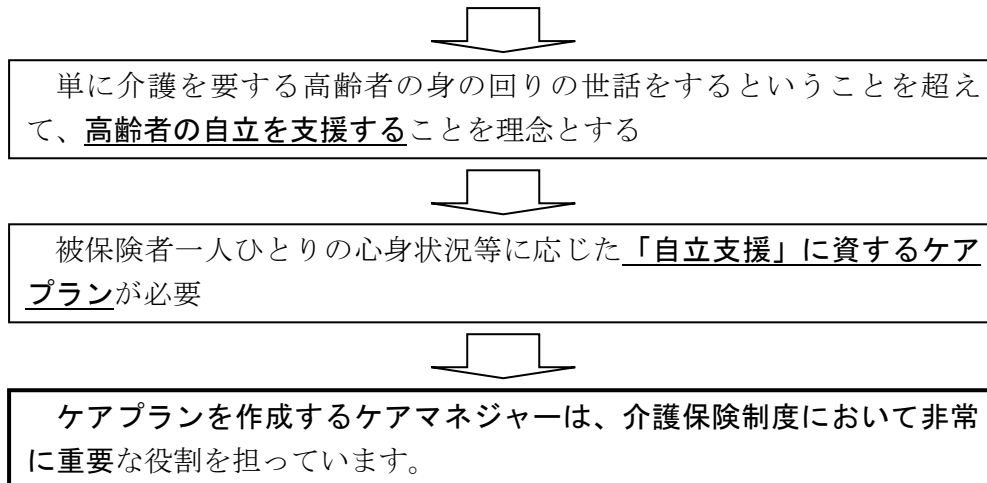 単に介護を要する高齢者の身の回りの世話をするということを超え
て、高齢者の自立を支援することを理念とする
被保険者一人ひとりの心身状況等に応じた「自立支援」に資するケア
プランが必要
ケアプランを作成するケアマネジャーは、介護保険制度において非常
に重要な役割を担っています。